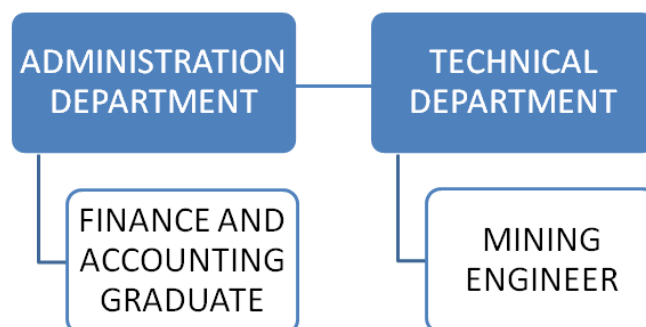 ADMINISTRATION
DEPARTMENT
TECHNICAL
DEPARTMENT
FINANCE AND
ACCOUNTING
GRADUATE
MINING
ENGINEER